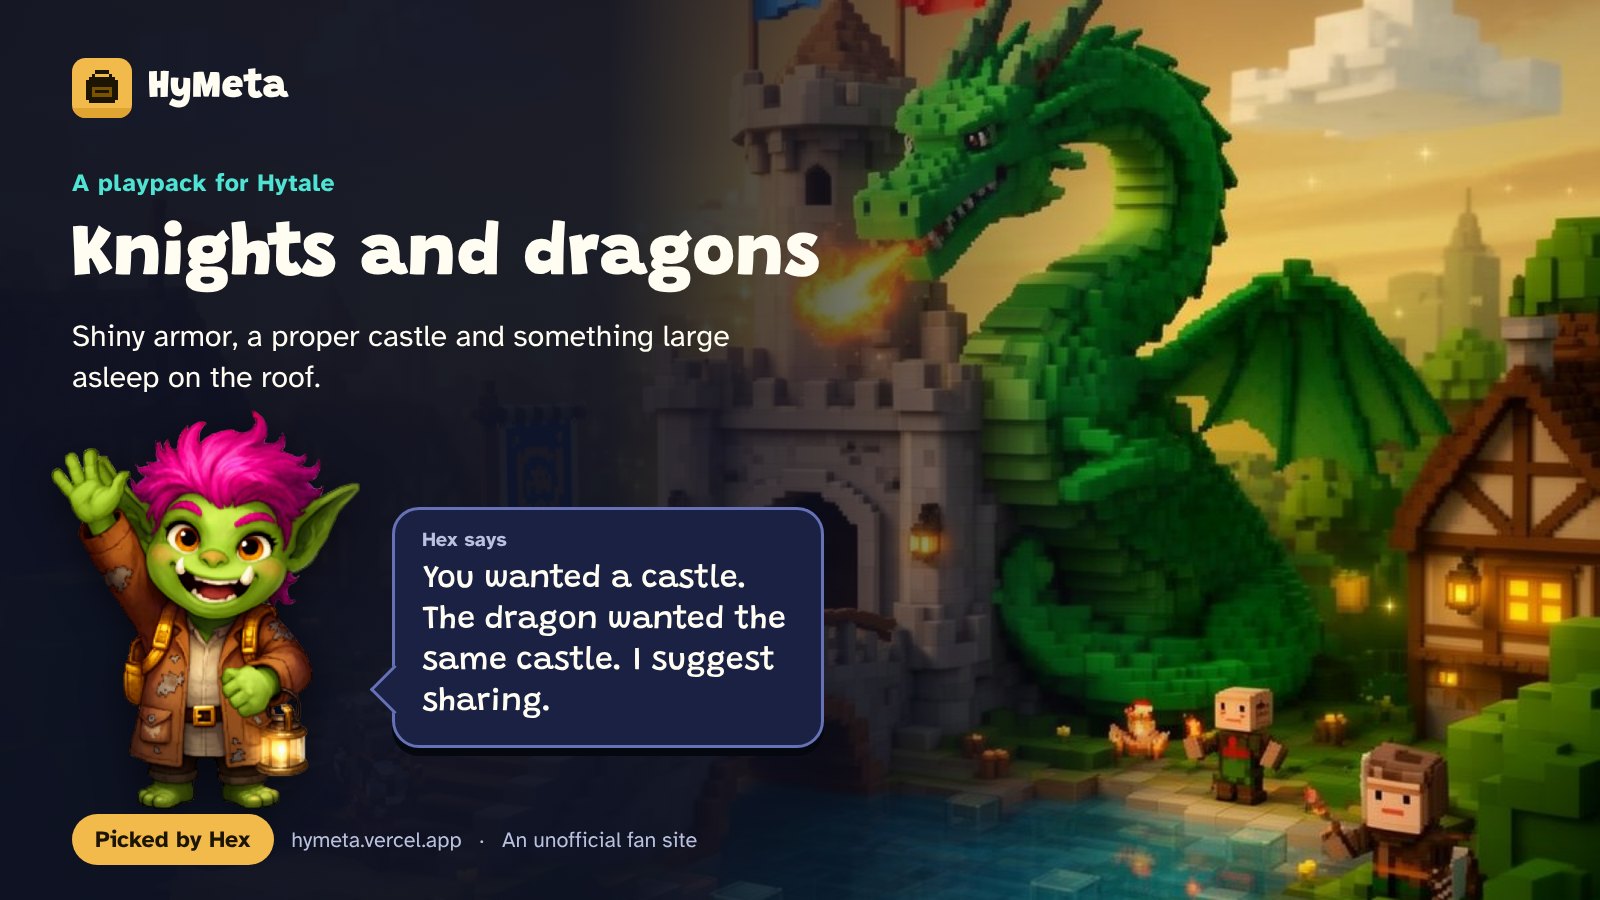 HyMeta
A playpack for Hytale
Knights and dragons
Shiny armor, a proper castle and something large
asleep on the roof.
Hex says
You wanted a castle.
The dragon wanted the
same castle. I suggest
sharing.
Picked by Hex
hymeta.vercel.app · An unofficial fan site